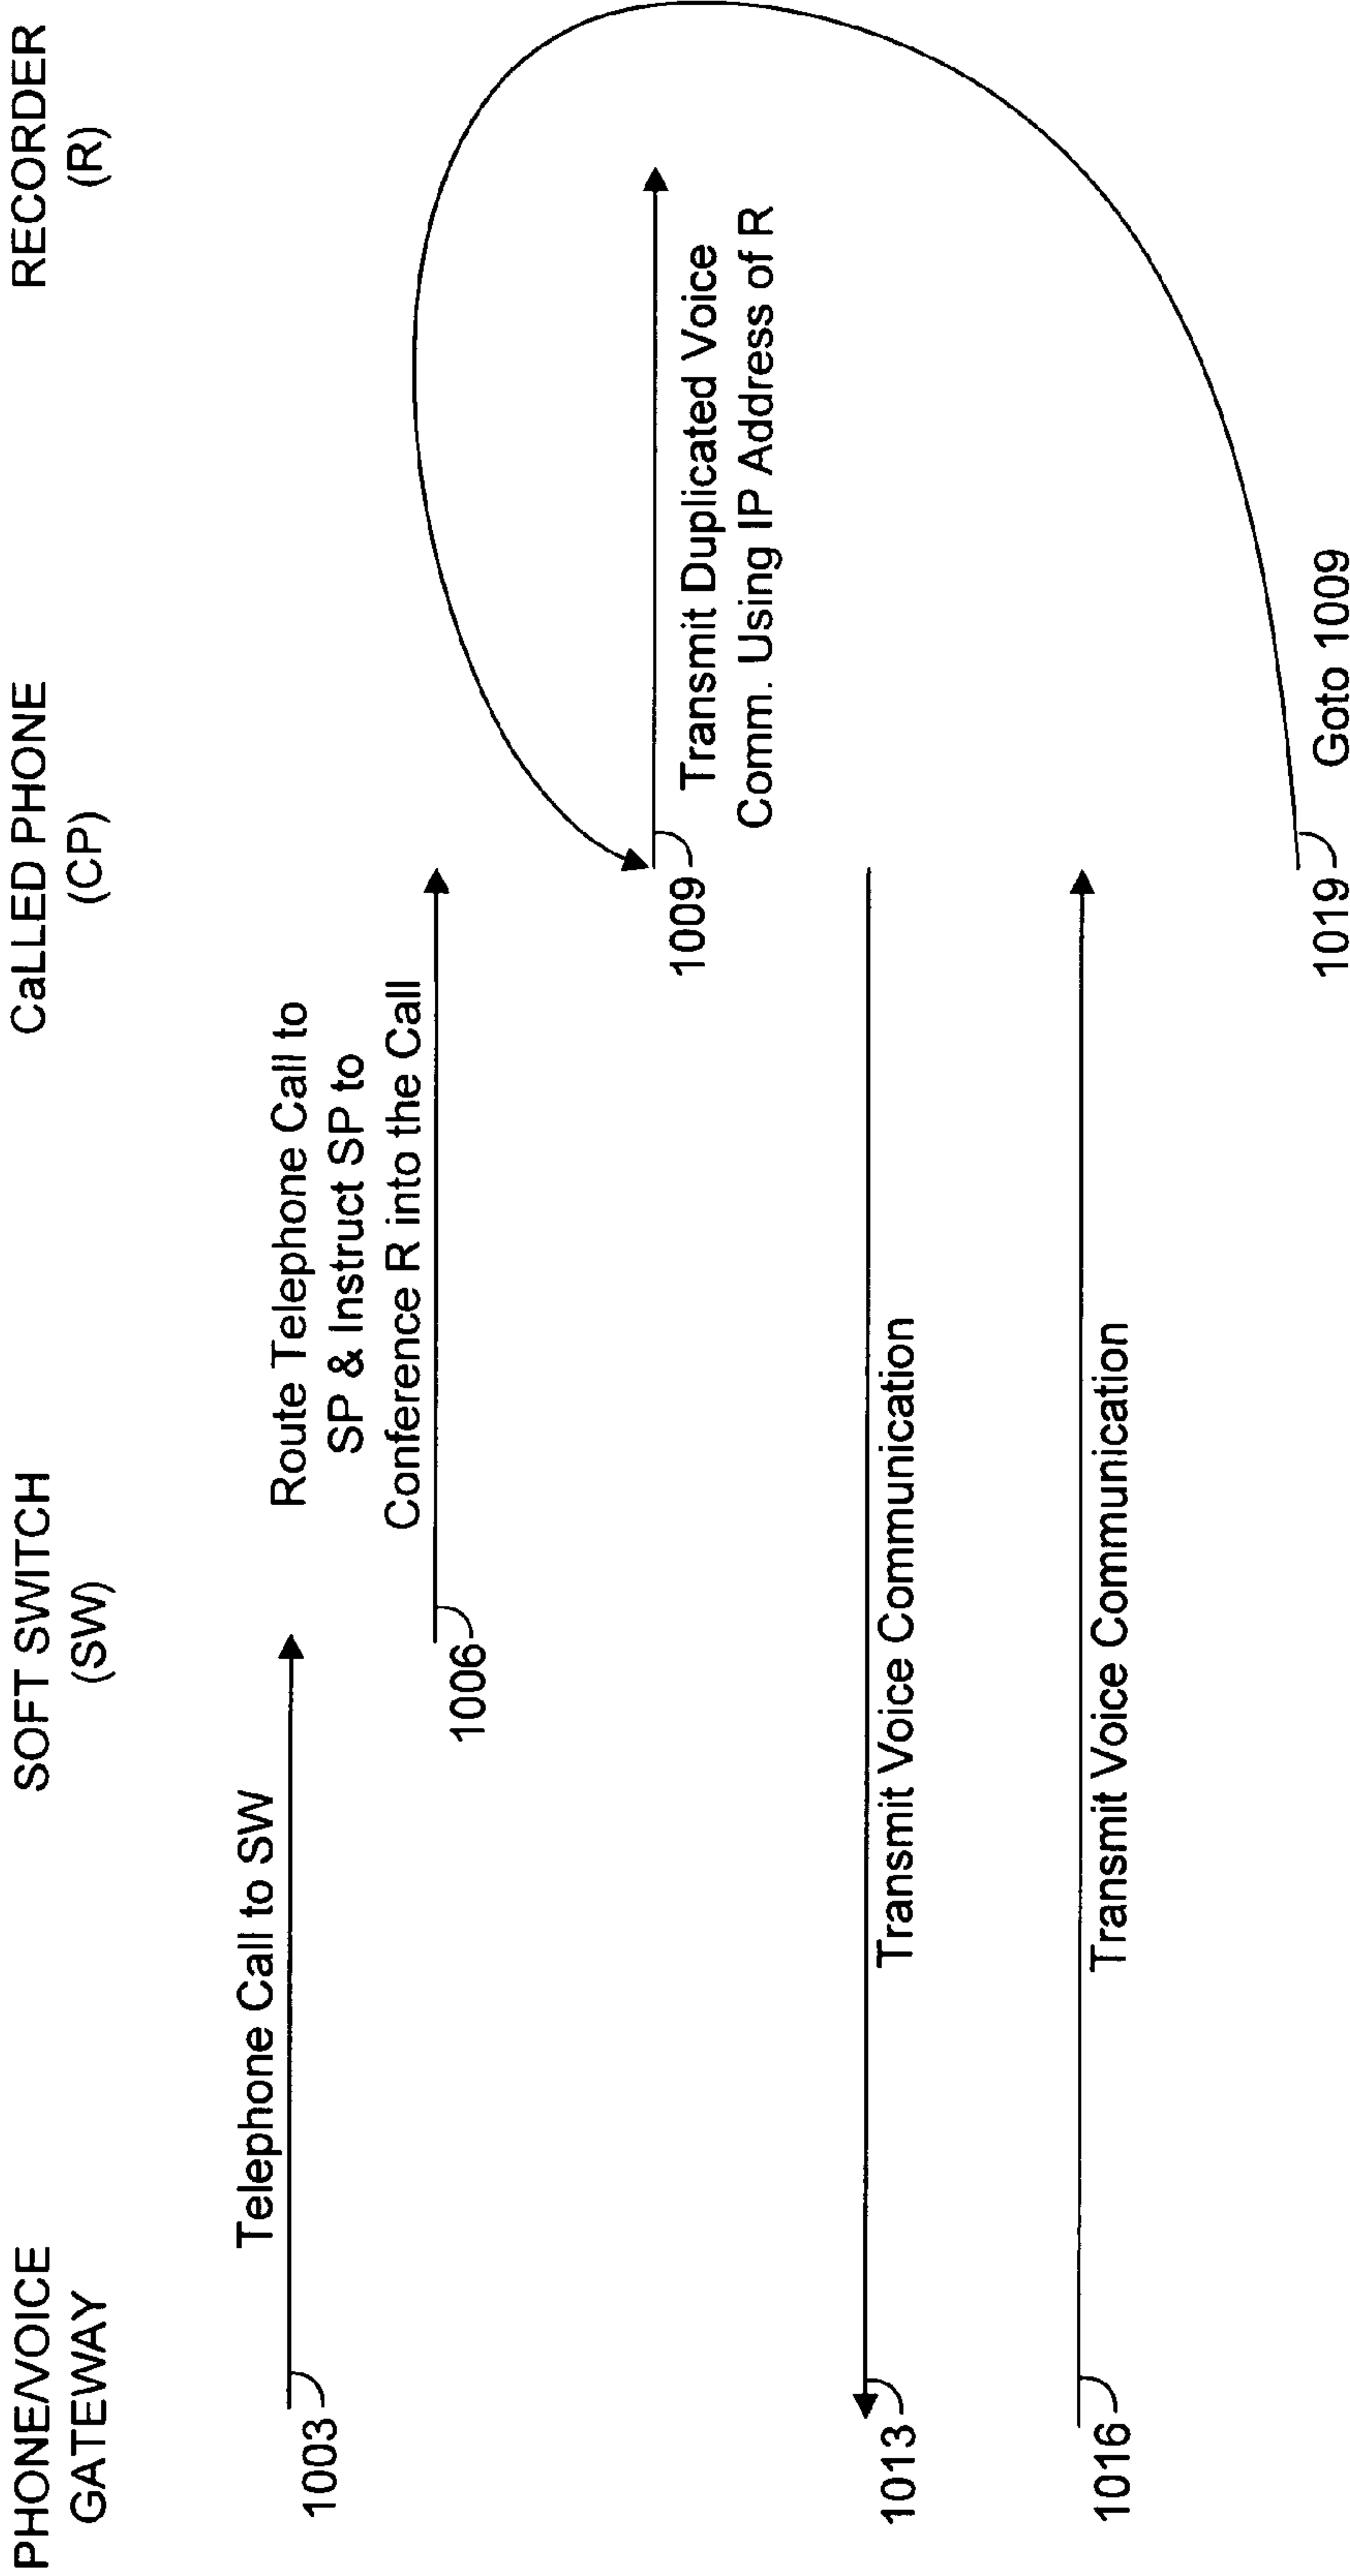 PHONE/VOICE
GATEWAY
SOFT SWITCH
(SW)
CaLLED PHONE
(CP)
RECORDER
(R)
Telephone Call to SW
1003
Route Telephone Call to
SP & Instruct SP to
Conference R into the Call
1006
1009
Transmit Duplicated Voice
Comm. Using IP Address of R
1013
Transmit Voice Communication
1016
Transmit Voice Communication
1019
Goto 1009